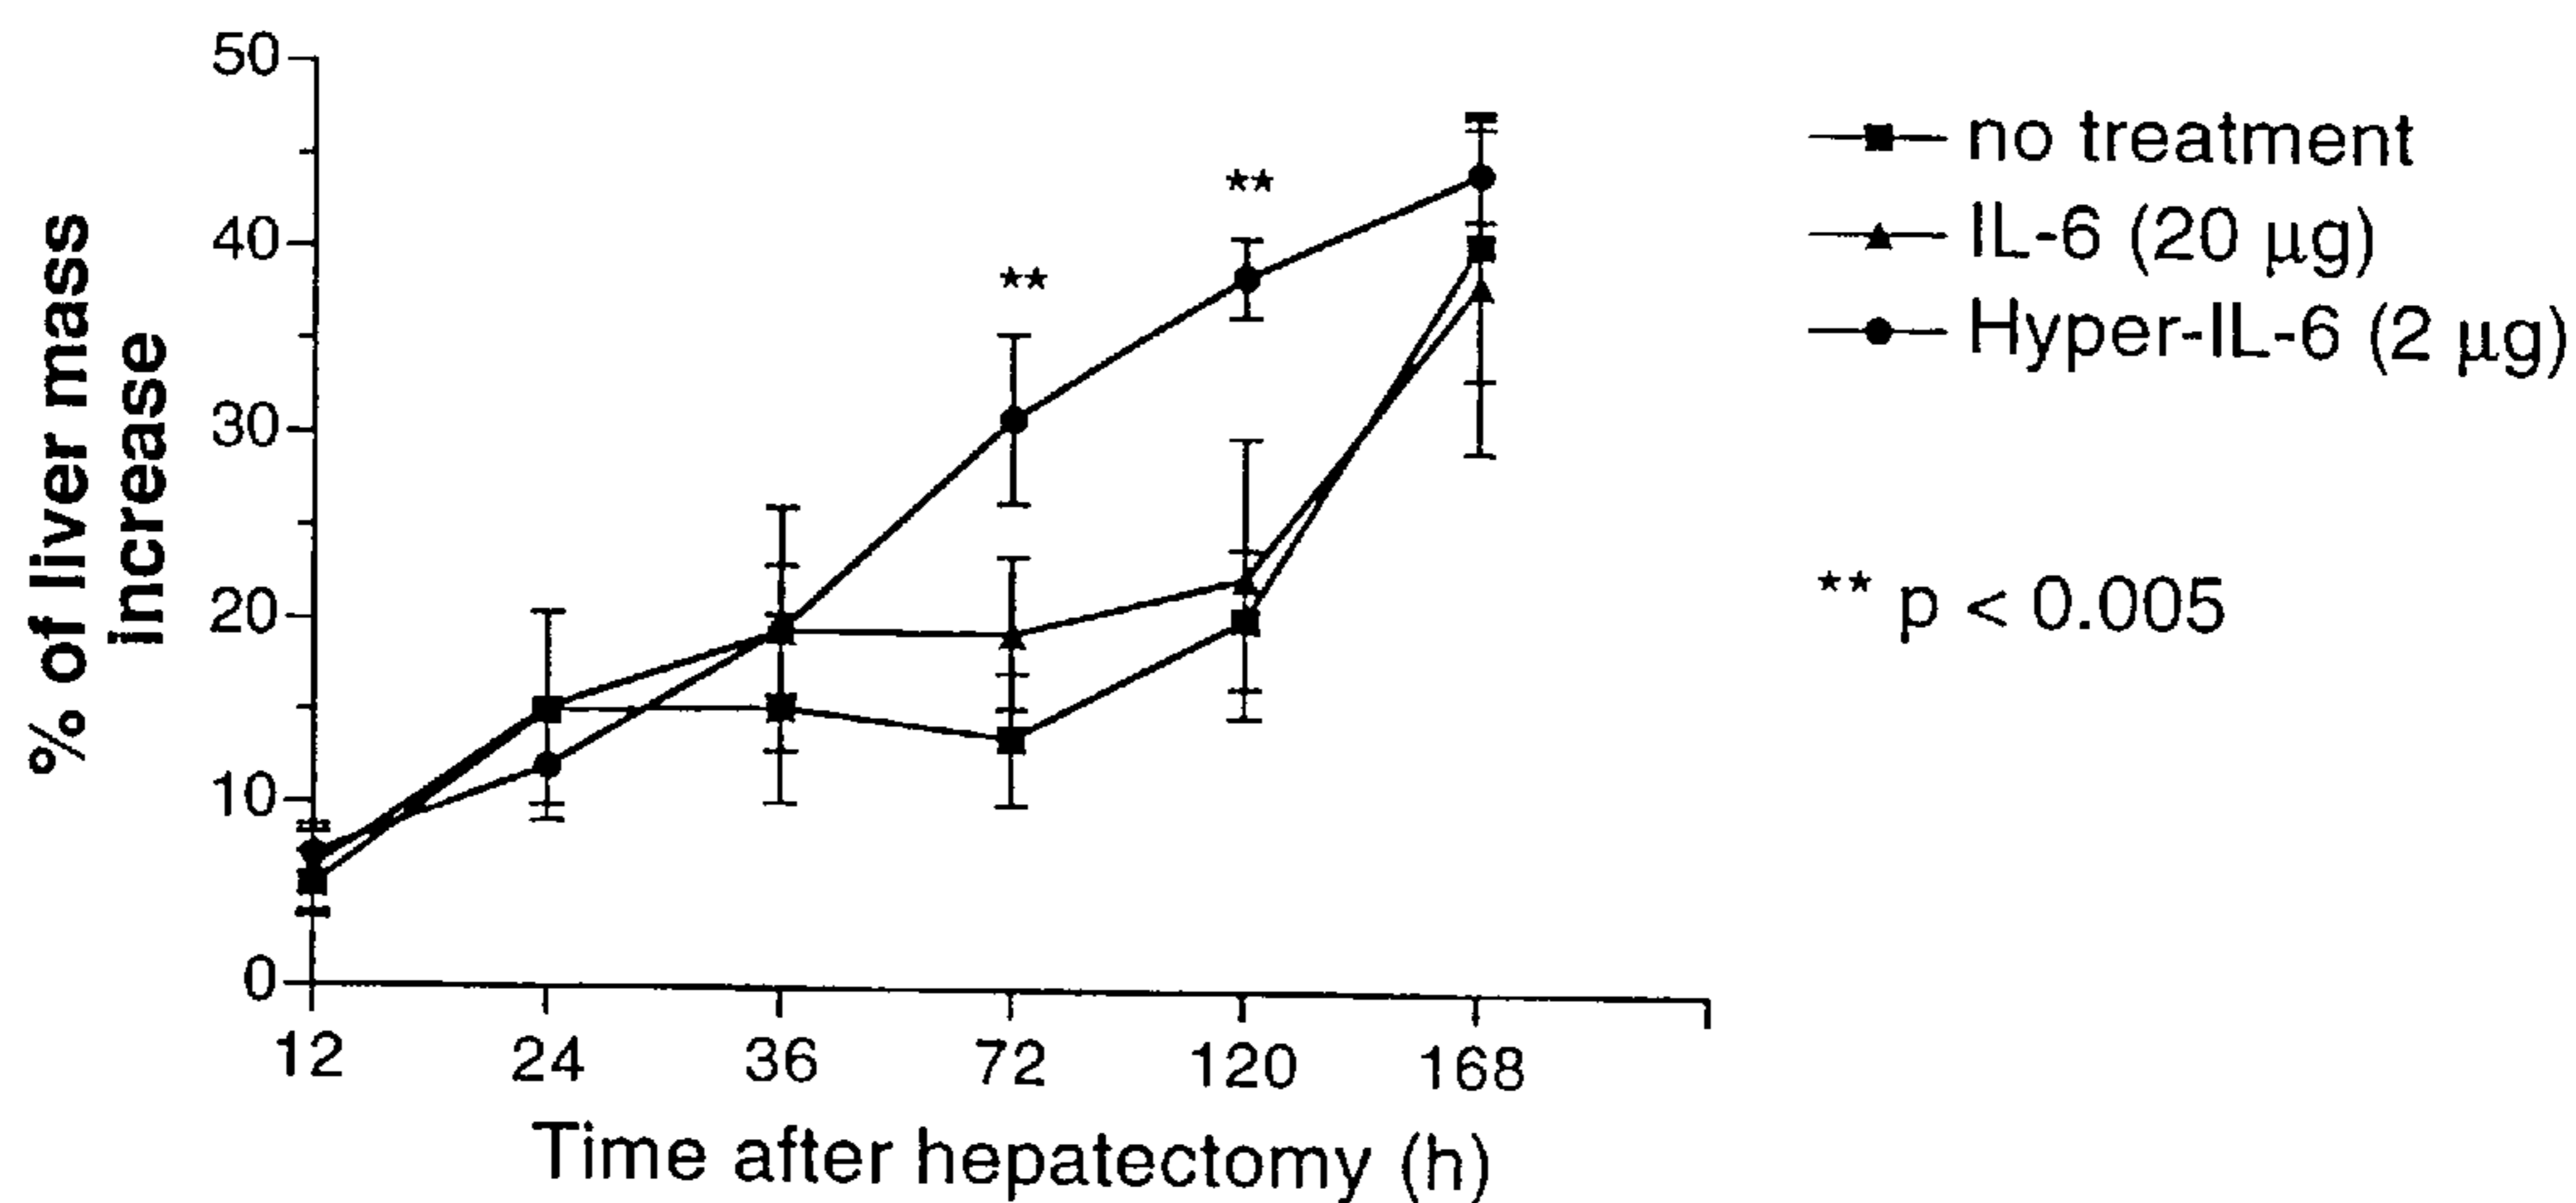 % of liver mass
increase
50
40
30
20
10
0
12 24 36 72 120 168
Time after hepatectomy (h)
no treatment
IL-6 (20 µg)
Hyper-IL-6 (2 µg)
** p < 0.005
**
**